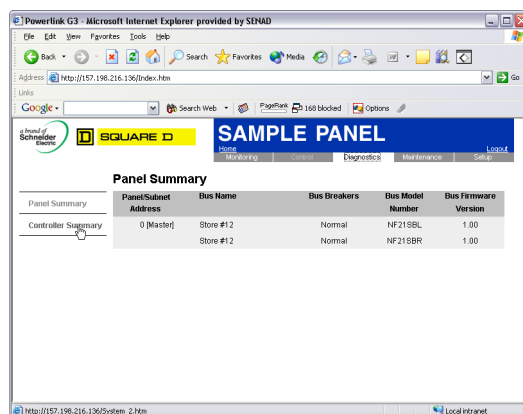 Powerlink G3 - Microsoft Internet Explorer provided by SENAD
File Edit View Favorites Tools Help
Back Search Favorites Media
Address http://157.198.216.136/Index.htm Go
Links
Google Search Web PageRank 168 blocked Options
a brand of
Schneider
Electric
SQUARE D
SAMPLE PANEL
Home Logout
Monitoring Control Diagnostics Maintenance Setup
Panel Summary
Panel Summary
Controller Summary
Panel/Subnet Address Bus Name Bus Breakers Bus Model Number Bus Firmware Version
0 [Master] Store #12 Normal NF21SBL 1.00
Store #12 Normal NF21SBR 1.00
http://157.198.216.136/System_2.htm Local intranet